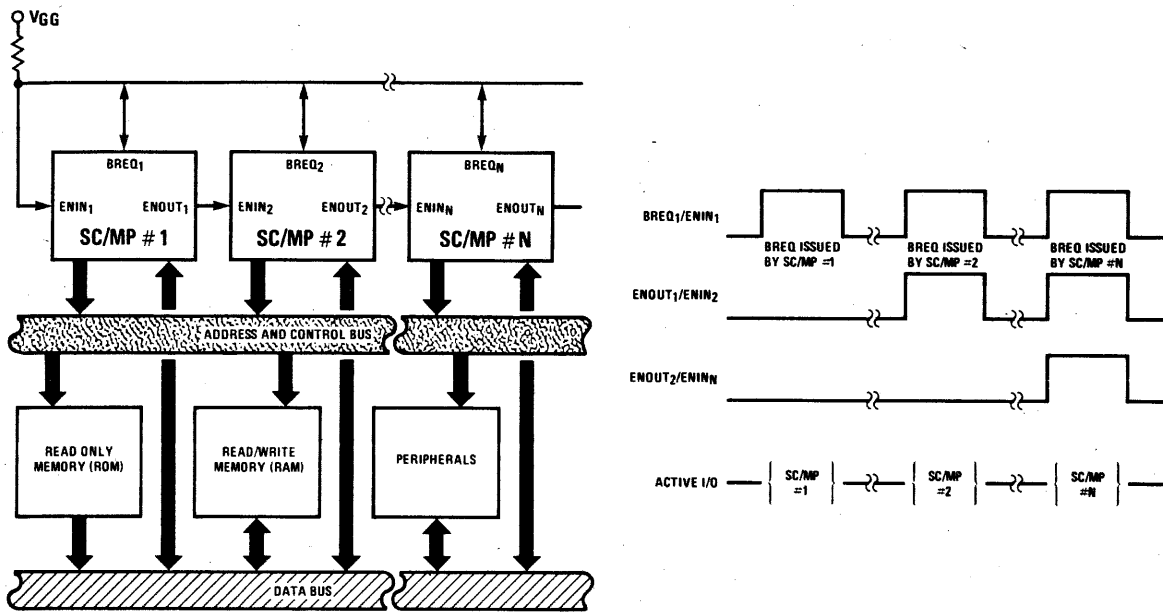 VGG
BREQ1
BREQ2
BREQN
ENIN1
ENOUT1
ENIN2
ENOUT2
ENINN
ENOUTN
SC/MP # 1
SC/MP # 2
SC/MP # N
ADDRESS AND CONTROL BUS
READ ONLY
MEMORY (ROM)
READ/WRITE
MEMORY (RAM)
PERIPHERALS
DATA BUS
BREQ1/ENIN1
BREQ ISSUED
BY SC/MP =1
BREQ ISSUED
BY SC/MP =2
BREQ ISSUED
BY SC/MP #N
ENOUT1/ENIN2
ENOUT2/ENINN
ACTIVE I/O
SC/MP
=1
SC/MP
=2
SC/MP
#N